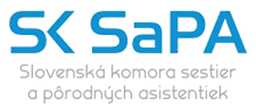 SK SaPA
Slovenská komora sestier
a pôrodných asistentiek